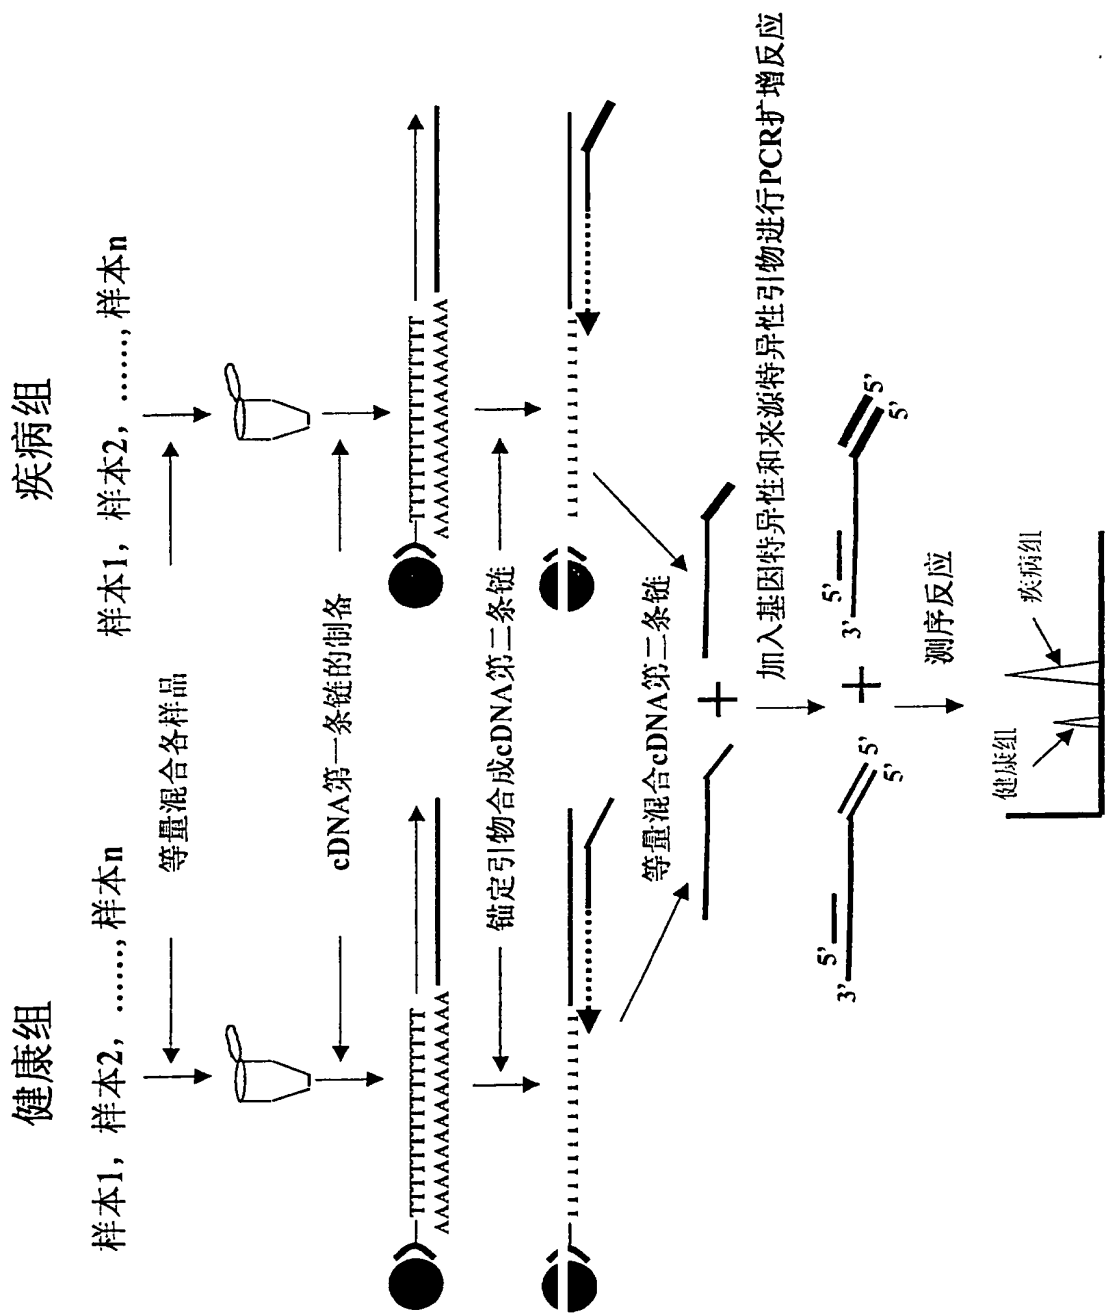 健康组
疾病组
样本1，样本2，……，样本n
样本1，样本2，……，样本n
等量混合各样品
cDNA第一条链的制备
TTTTTTTTTTTTTT
AAAAAAAAAAAAAAA
TTTTTTTTTTTTTT
AAAAAAAAAAAAAAA
锚定引物合成cDNA第二条链
等量混合cDNA第二条链
加入基因特异性和来源特异性引物进行PCR扩增反应
5'
3'
5'
5'
5'
3'
5'
5'
测序反应
健康组
疾病组